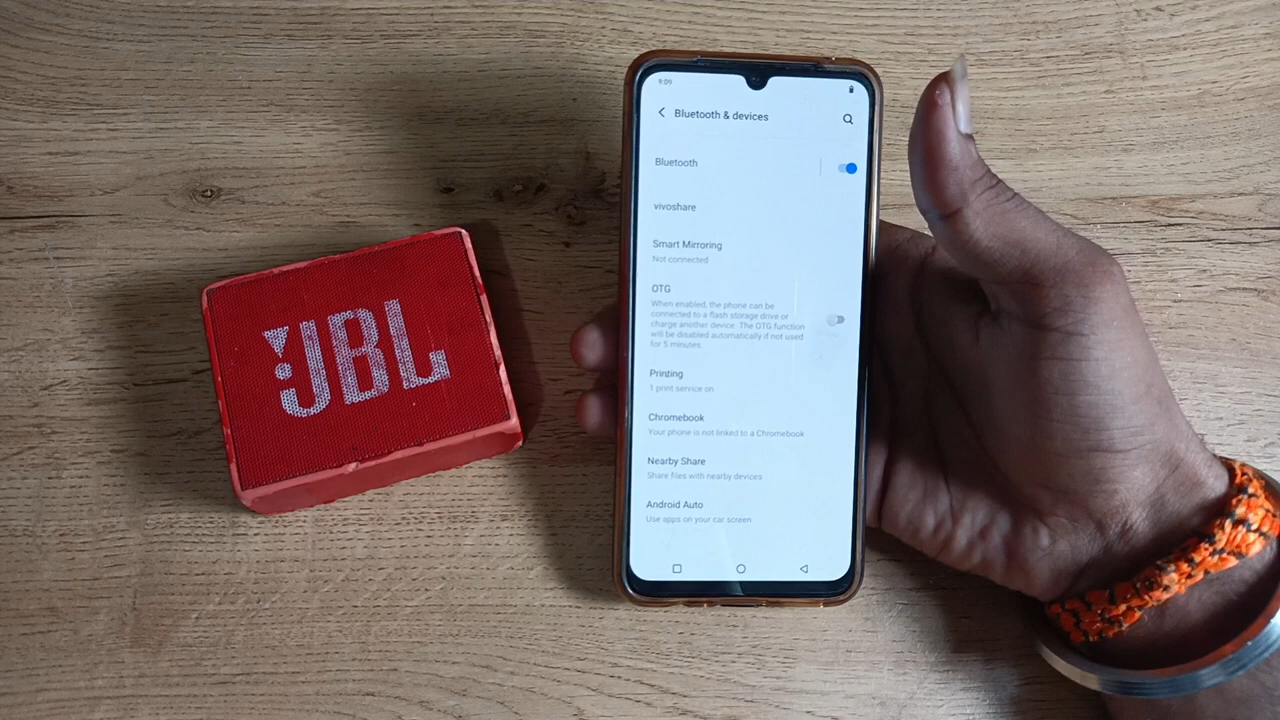 JBL
9:09
Bluetooth & devices
Bluetooth
vivoshare
Smart Mirroring
Not connected
OTG
When enabled, the phone can be
connected to a flash storage drive or
charge another device. The OTG function
will be disabled automatically if not used
for 5 minutes.
Printing
1 print service on
Chromebook
Your phone is not linked to a Chromebook
Nearby Share
Share files with nearby devices
Android Auto
Use apps on your car screen